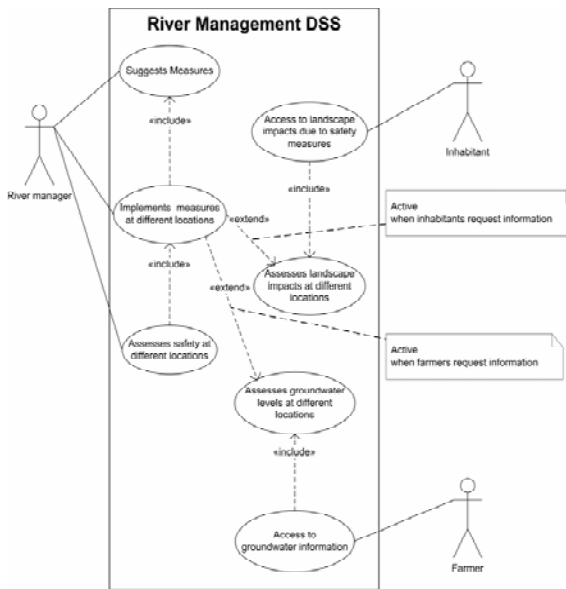 River Management DSS
Suggests Measures
«include»
Access to landscape
impacts due to safety
measures
Inhabitant
River manager
«include»
Implements measures
at different locations
«extend»
Active
when inhabitants request information
«include»
Assesses landscape
impacts at different
locations
«extend»
Assesses safety at
different locations
Active
when farmers request information
Assesses groundwater
levels at different
locations
«include»
Access to
groundwater information
Farmer